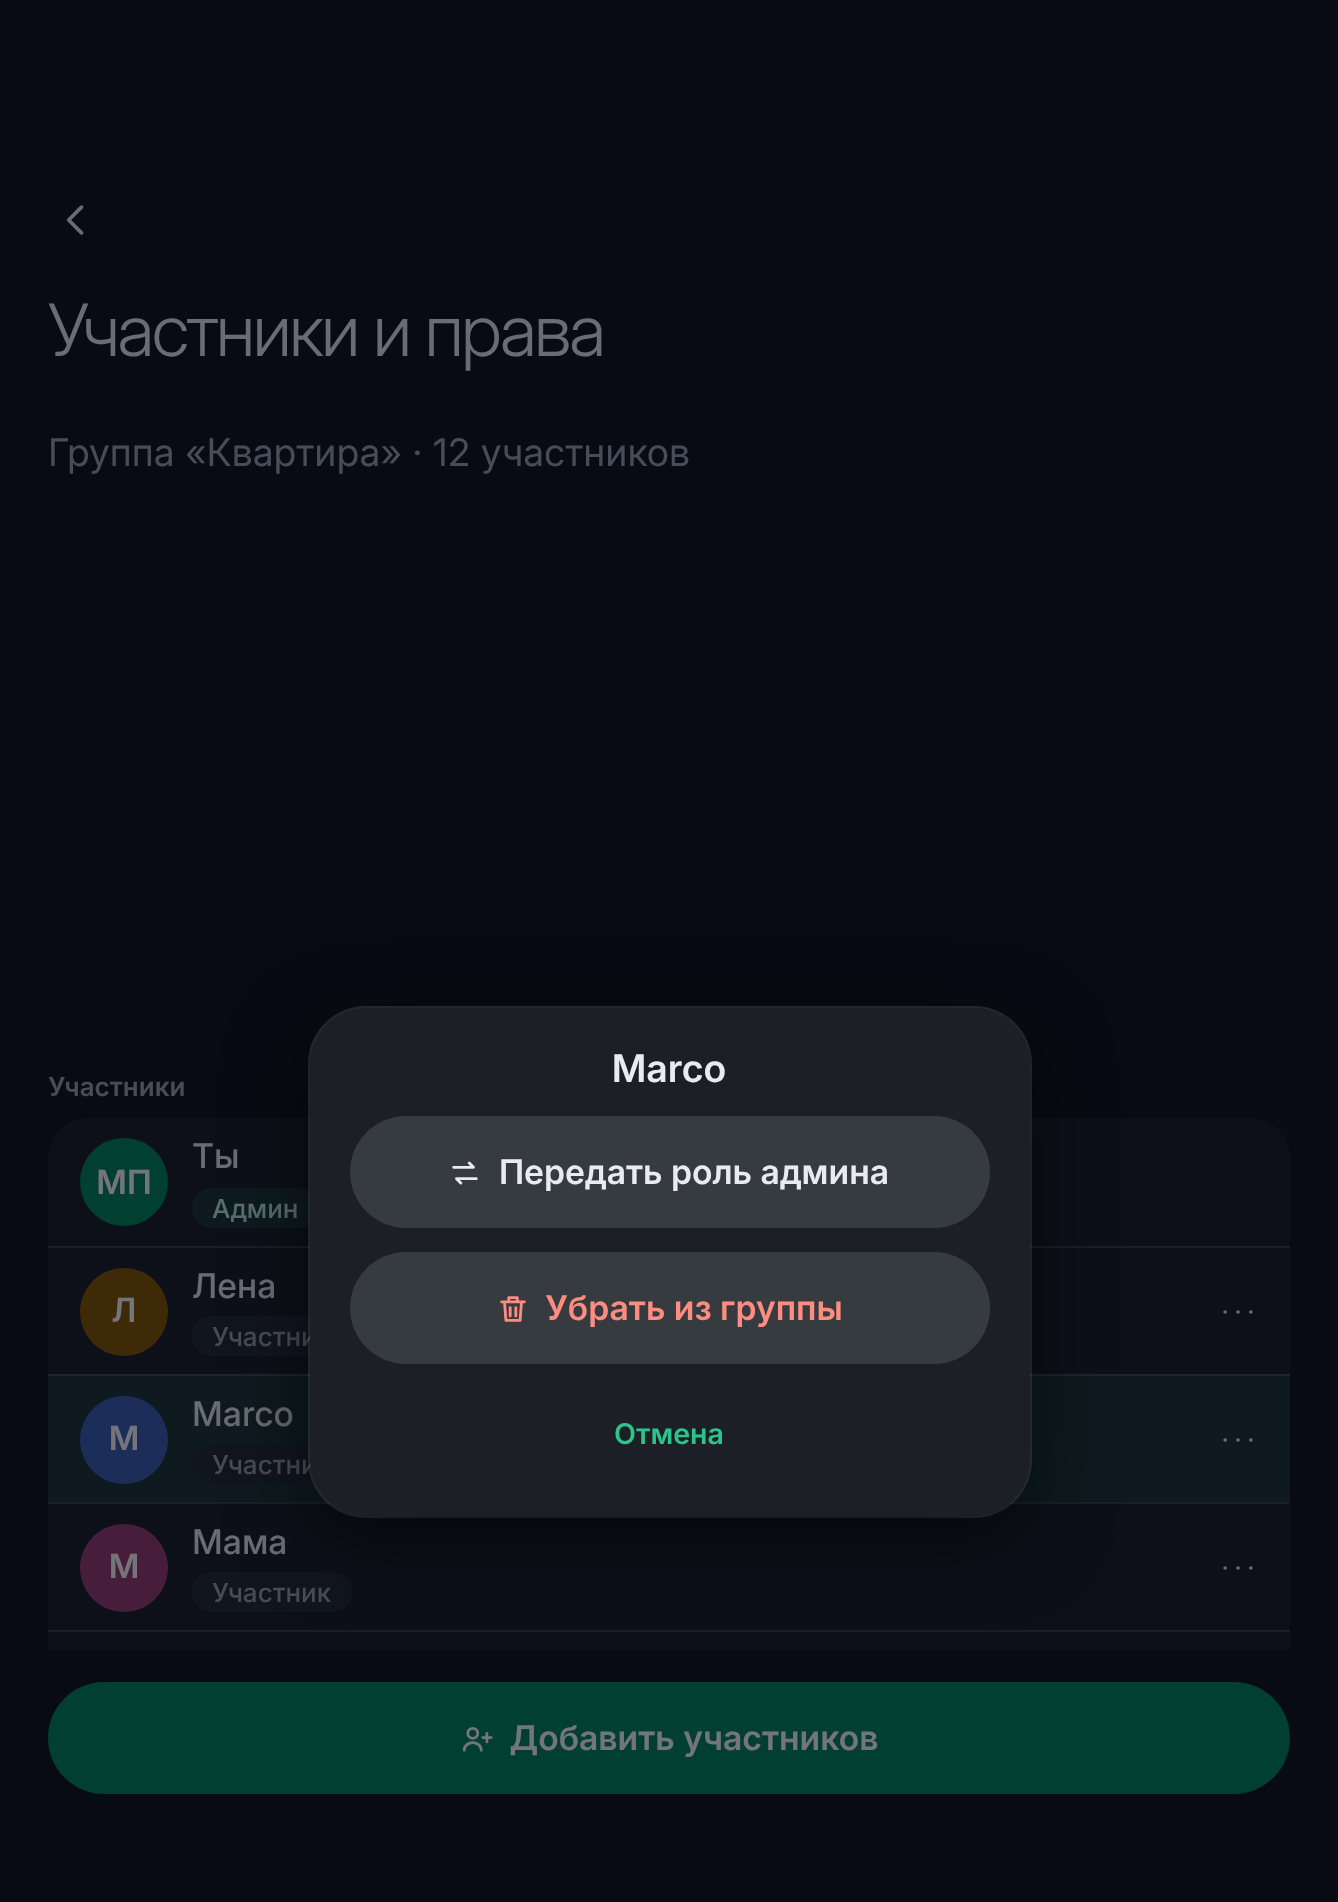 Участники и права
Группа «Квартира» · 12 участников
Marco
Участники
Передать роль админа
МП
Ты
Админ
Убрать из группы
Л
Лена
Отмена
М
Marco
М
Мама
Участник
Добавить участников